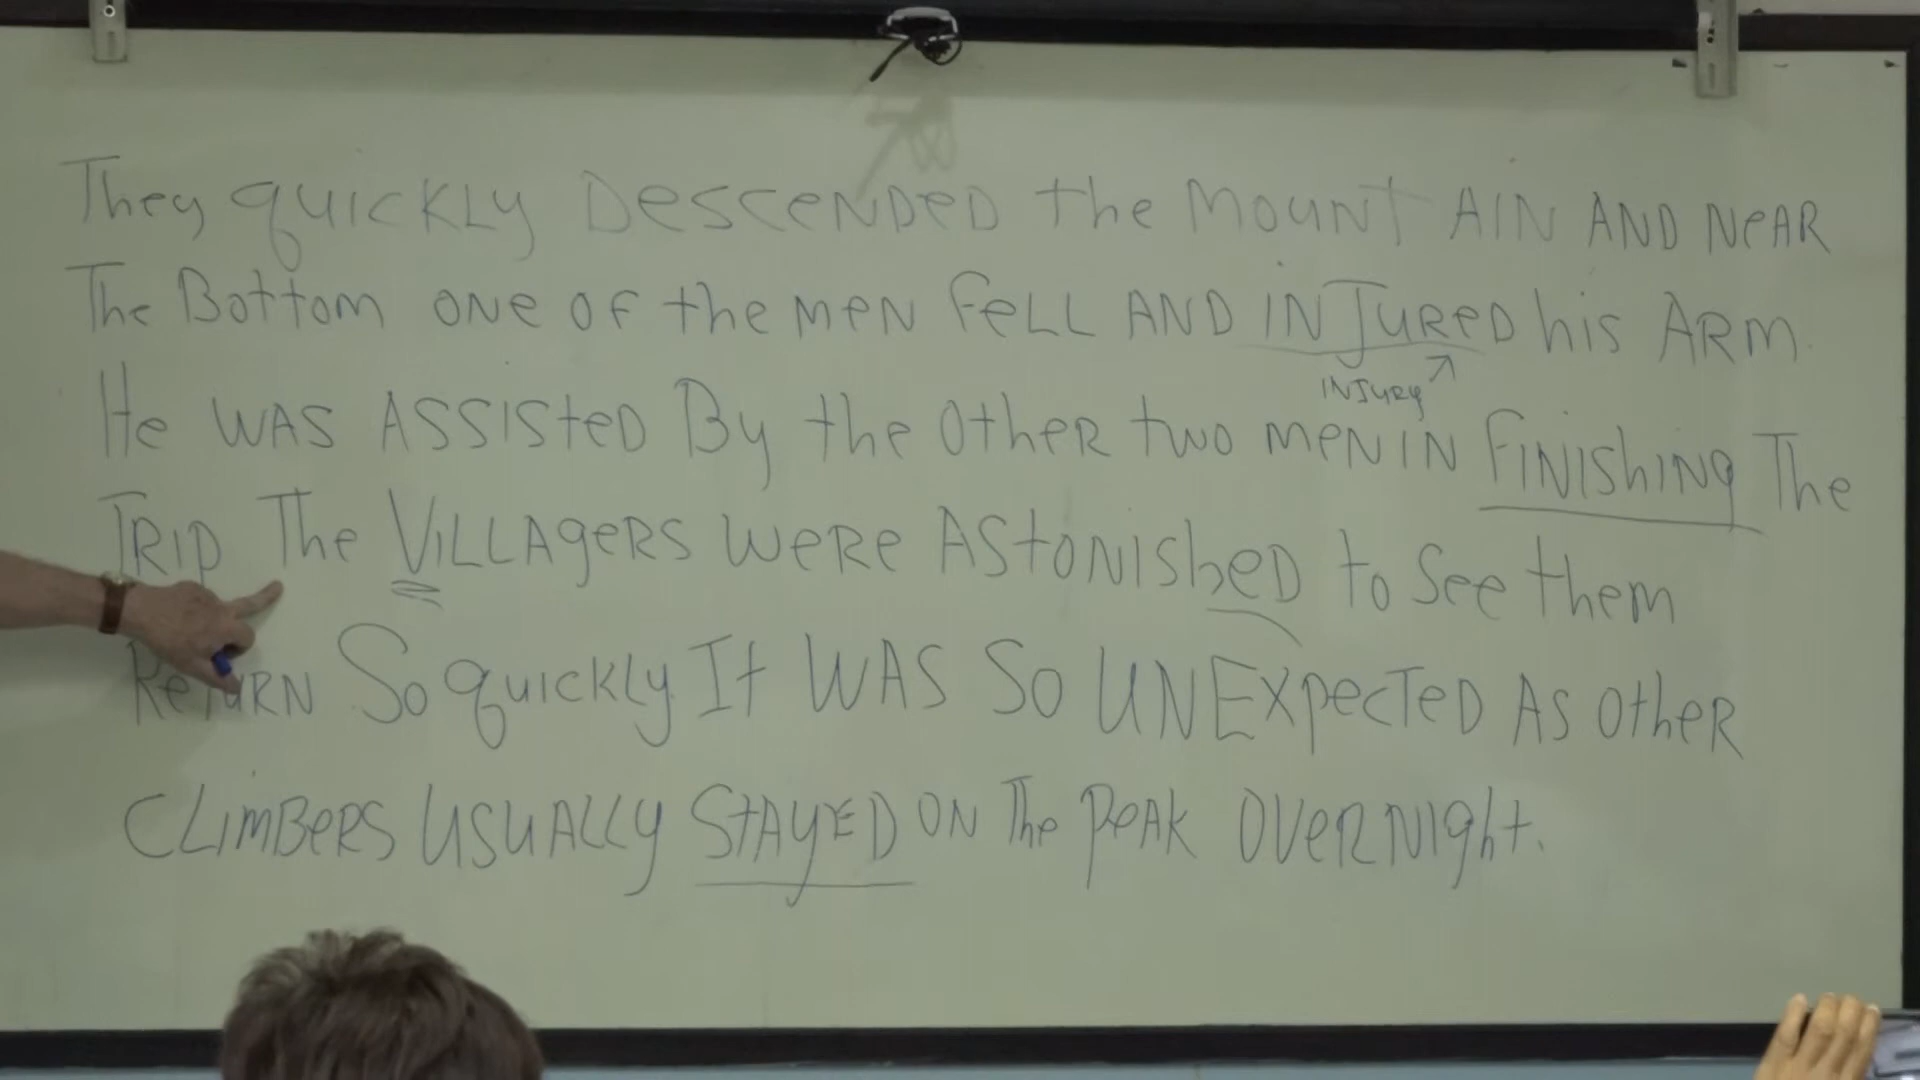 They quickLy DesceNDeD the MOUNT AIN AND NeAR
The Bottom ONe OF the meN feLL AND INJUReD his ARm
INJury
He WAS ASSISteD By the OtheR two meN IN fINIShINg The
TRIP The ViLLAgeRS WeRe AStONISheD to See them
ReTuRN So quickLy It WAS So UNExpecTeD AS OtheR
CLimBeRS USUALLy StAYED ON The PeAk OveRNIght.